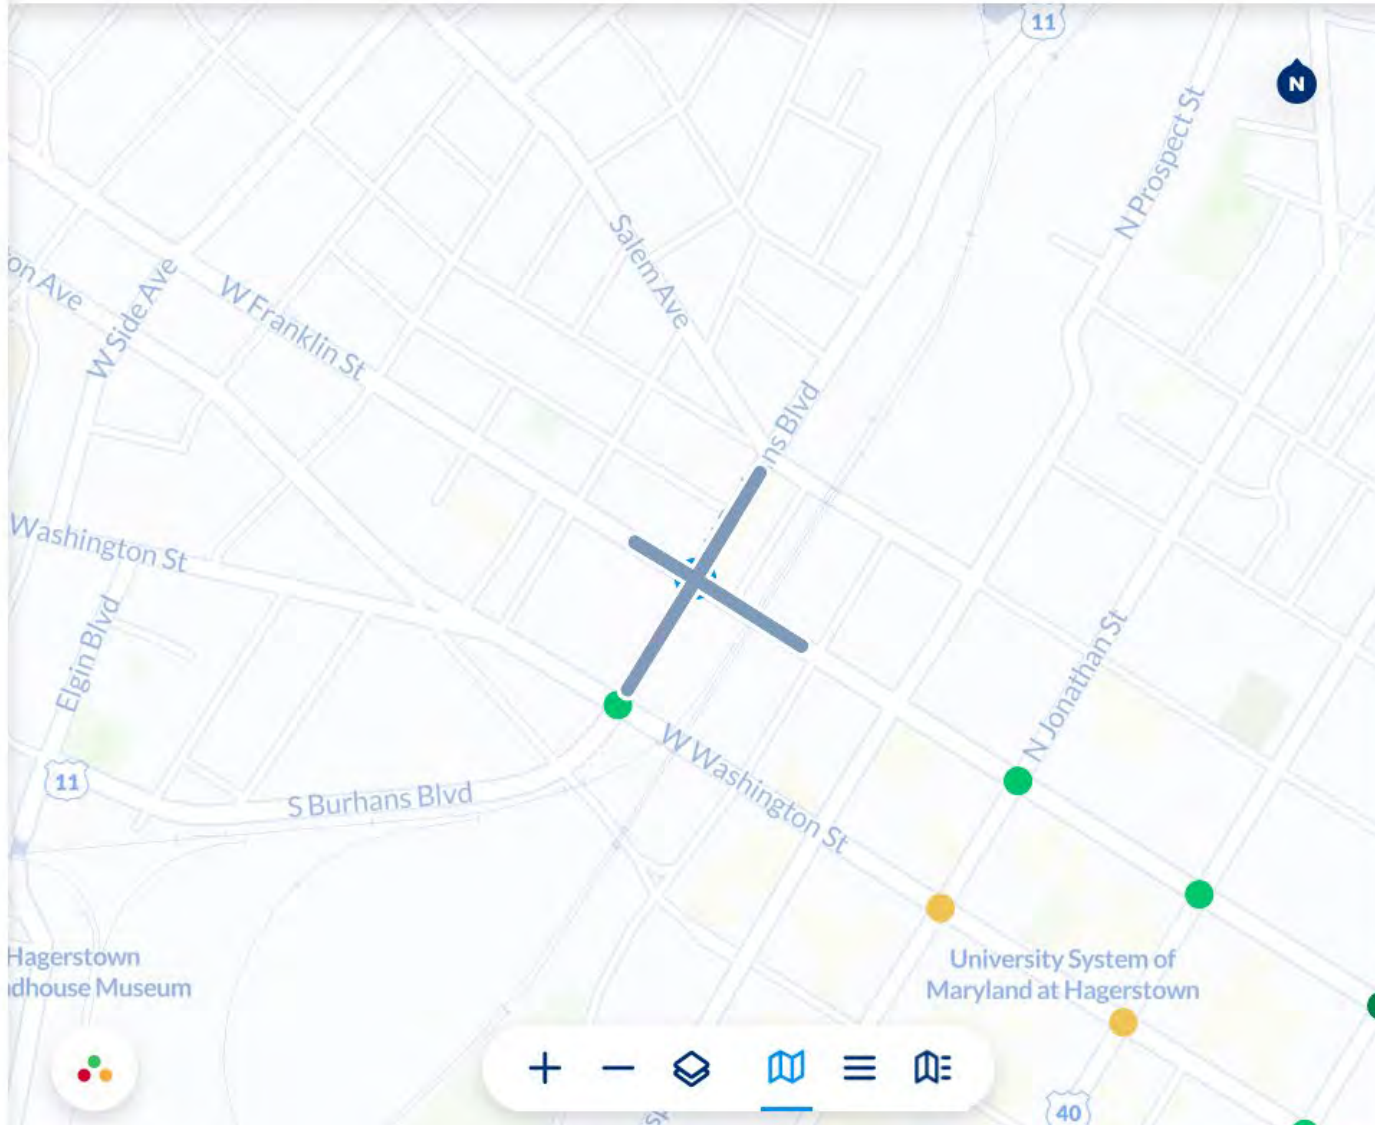 11
N
N Prospect St
Salem Ave
on Ave
W Side Ave
W Franklin St
ns Blvd
Washington St
Elgin Blvd
N Jonathan St
W Washington St
11
S Burhans Blvd
Hagerstown
dhouse Museum
University System of
Maryland at Hagerstown
40